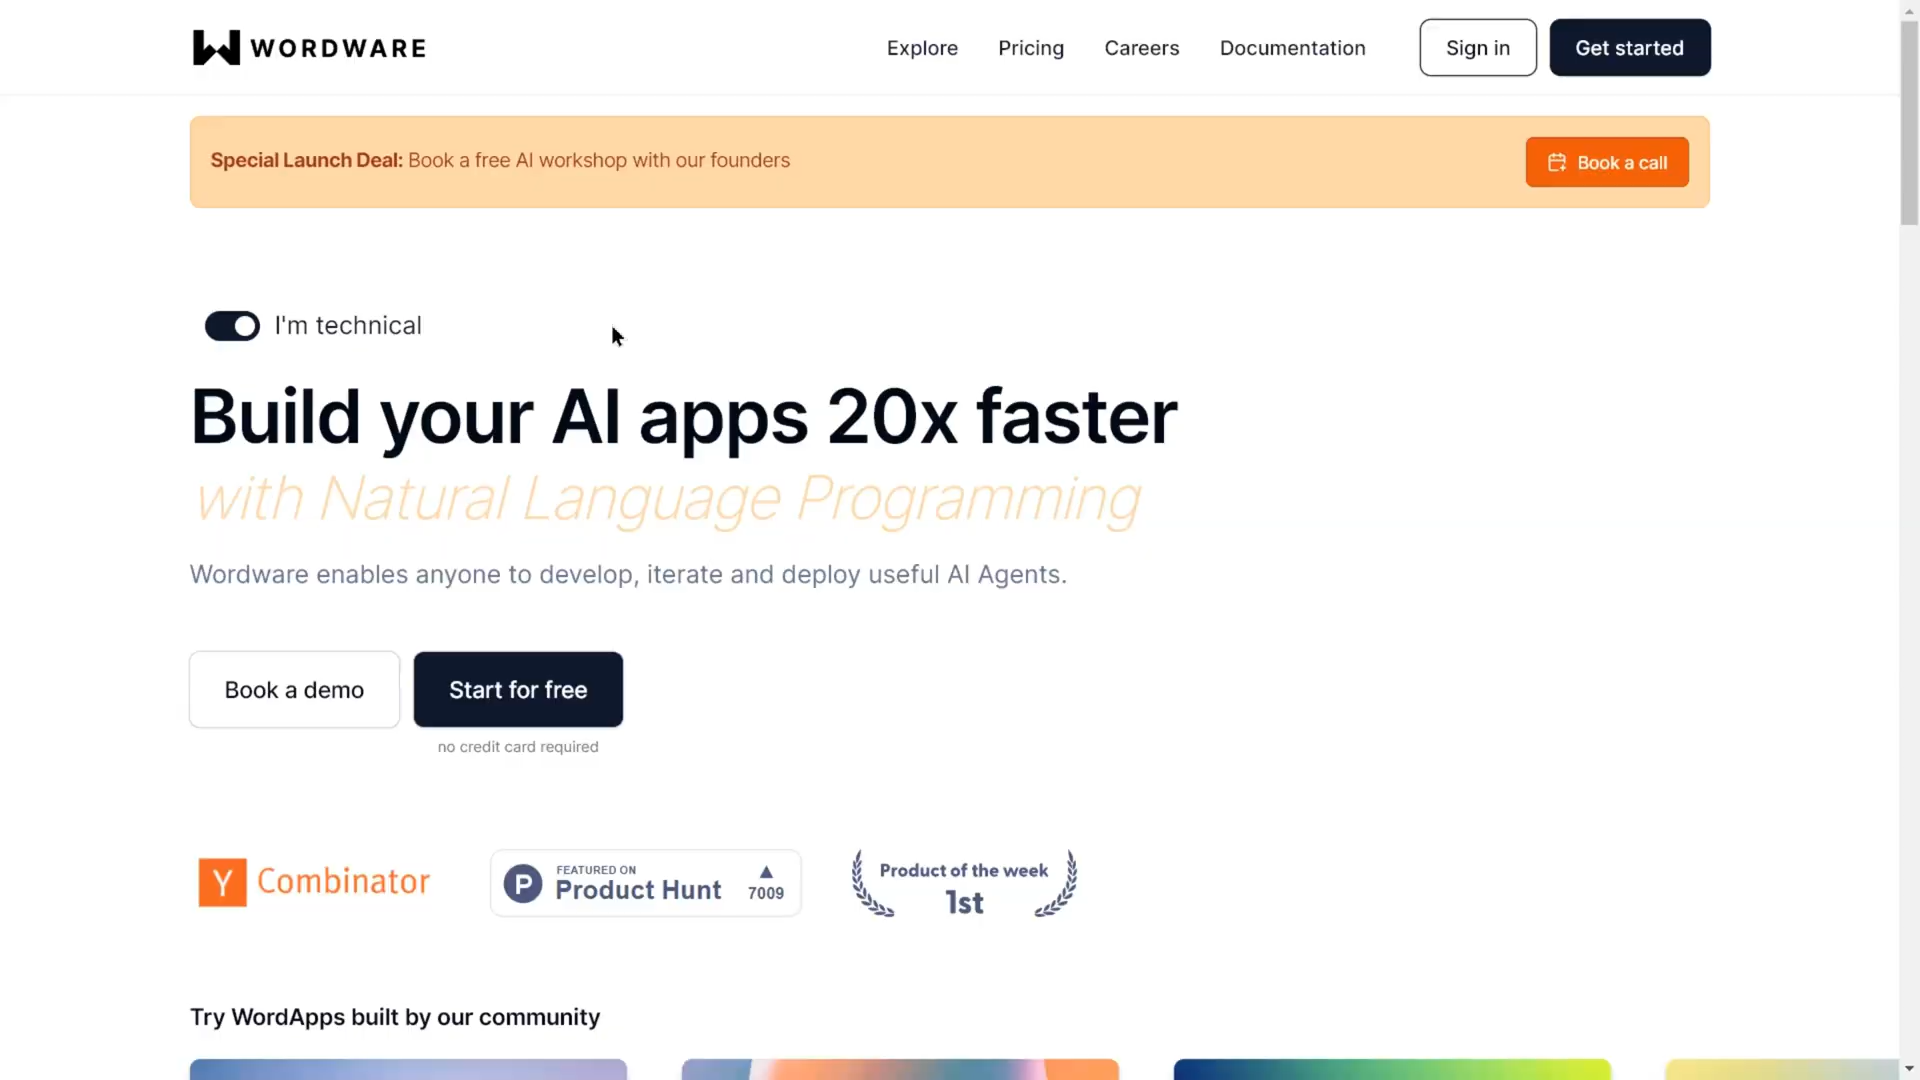 WORDWARE
Explore
Pricing
Careers
Documentation
Sign in
Get started
Special Launch Deal: Book a free AI workshop with our founders
Book a call
I'm technical
Build your AI apps 20x faster
with Natural Language Programming
Wordware enables anyone to develop, iterate and deploy useful AI Agents.
Book a demo
Start for free
no credit card required
Y Combinator
P
FEATURED ON
Product Hunt
7009
Product of the week
1st
Try WordApps built by our community